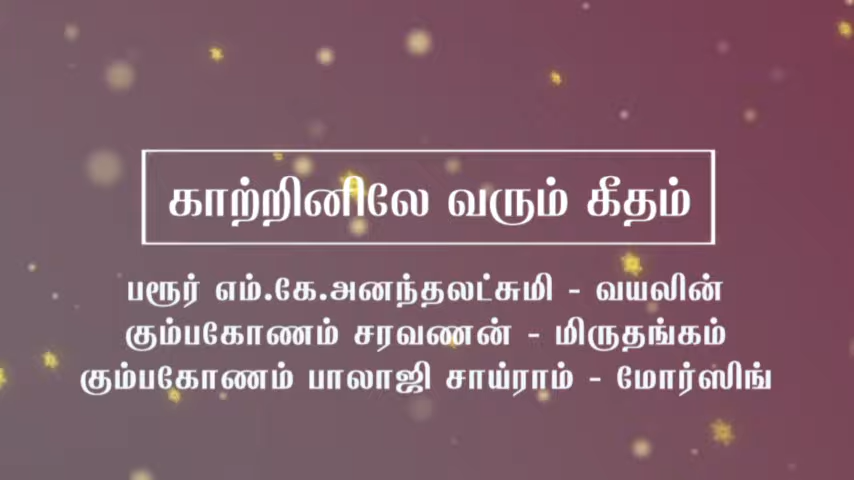 காற்றினிலே வரும் கீதம்
பரூர் எம்.கே.அனந்தலட்சுமி - வயலின்
கும்பகோணம் சரவணன் - மிருதங்கம்
கும்பகோணம் பாலாஜி சாய்ராம் - மோர்ஸிங்